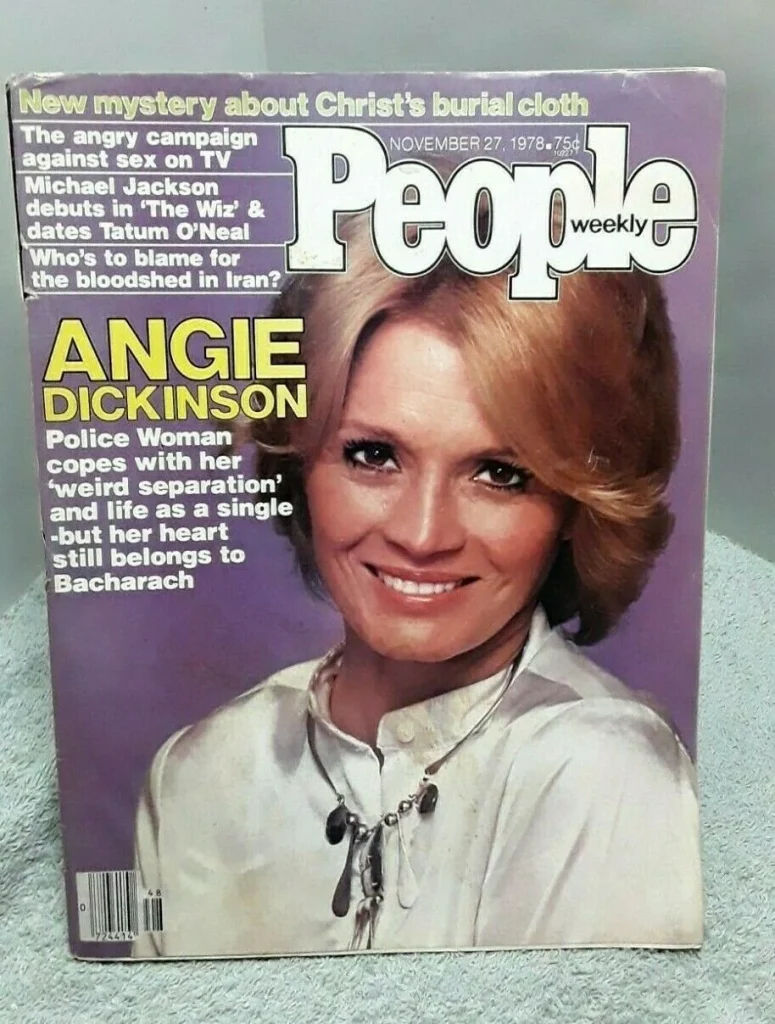 New mystery about Christ's burial cloth
The angry campaign
against sex on TV
Michael Jackson
debuts in 'The Wiz' &
dates Tatum O'Neal
Who's to blame for
the bloodshed in Iran?
NOVEMBER 27, 1978 ▪ 75¢
People
weekly
ANGIE
DICKINSON
Police Woman
copes with her
'weird separation'
and life as a single
-but her heart
still belongs to
Bacharach
48
0